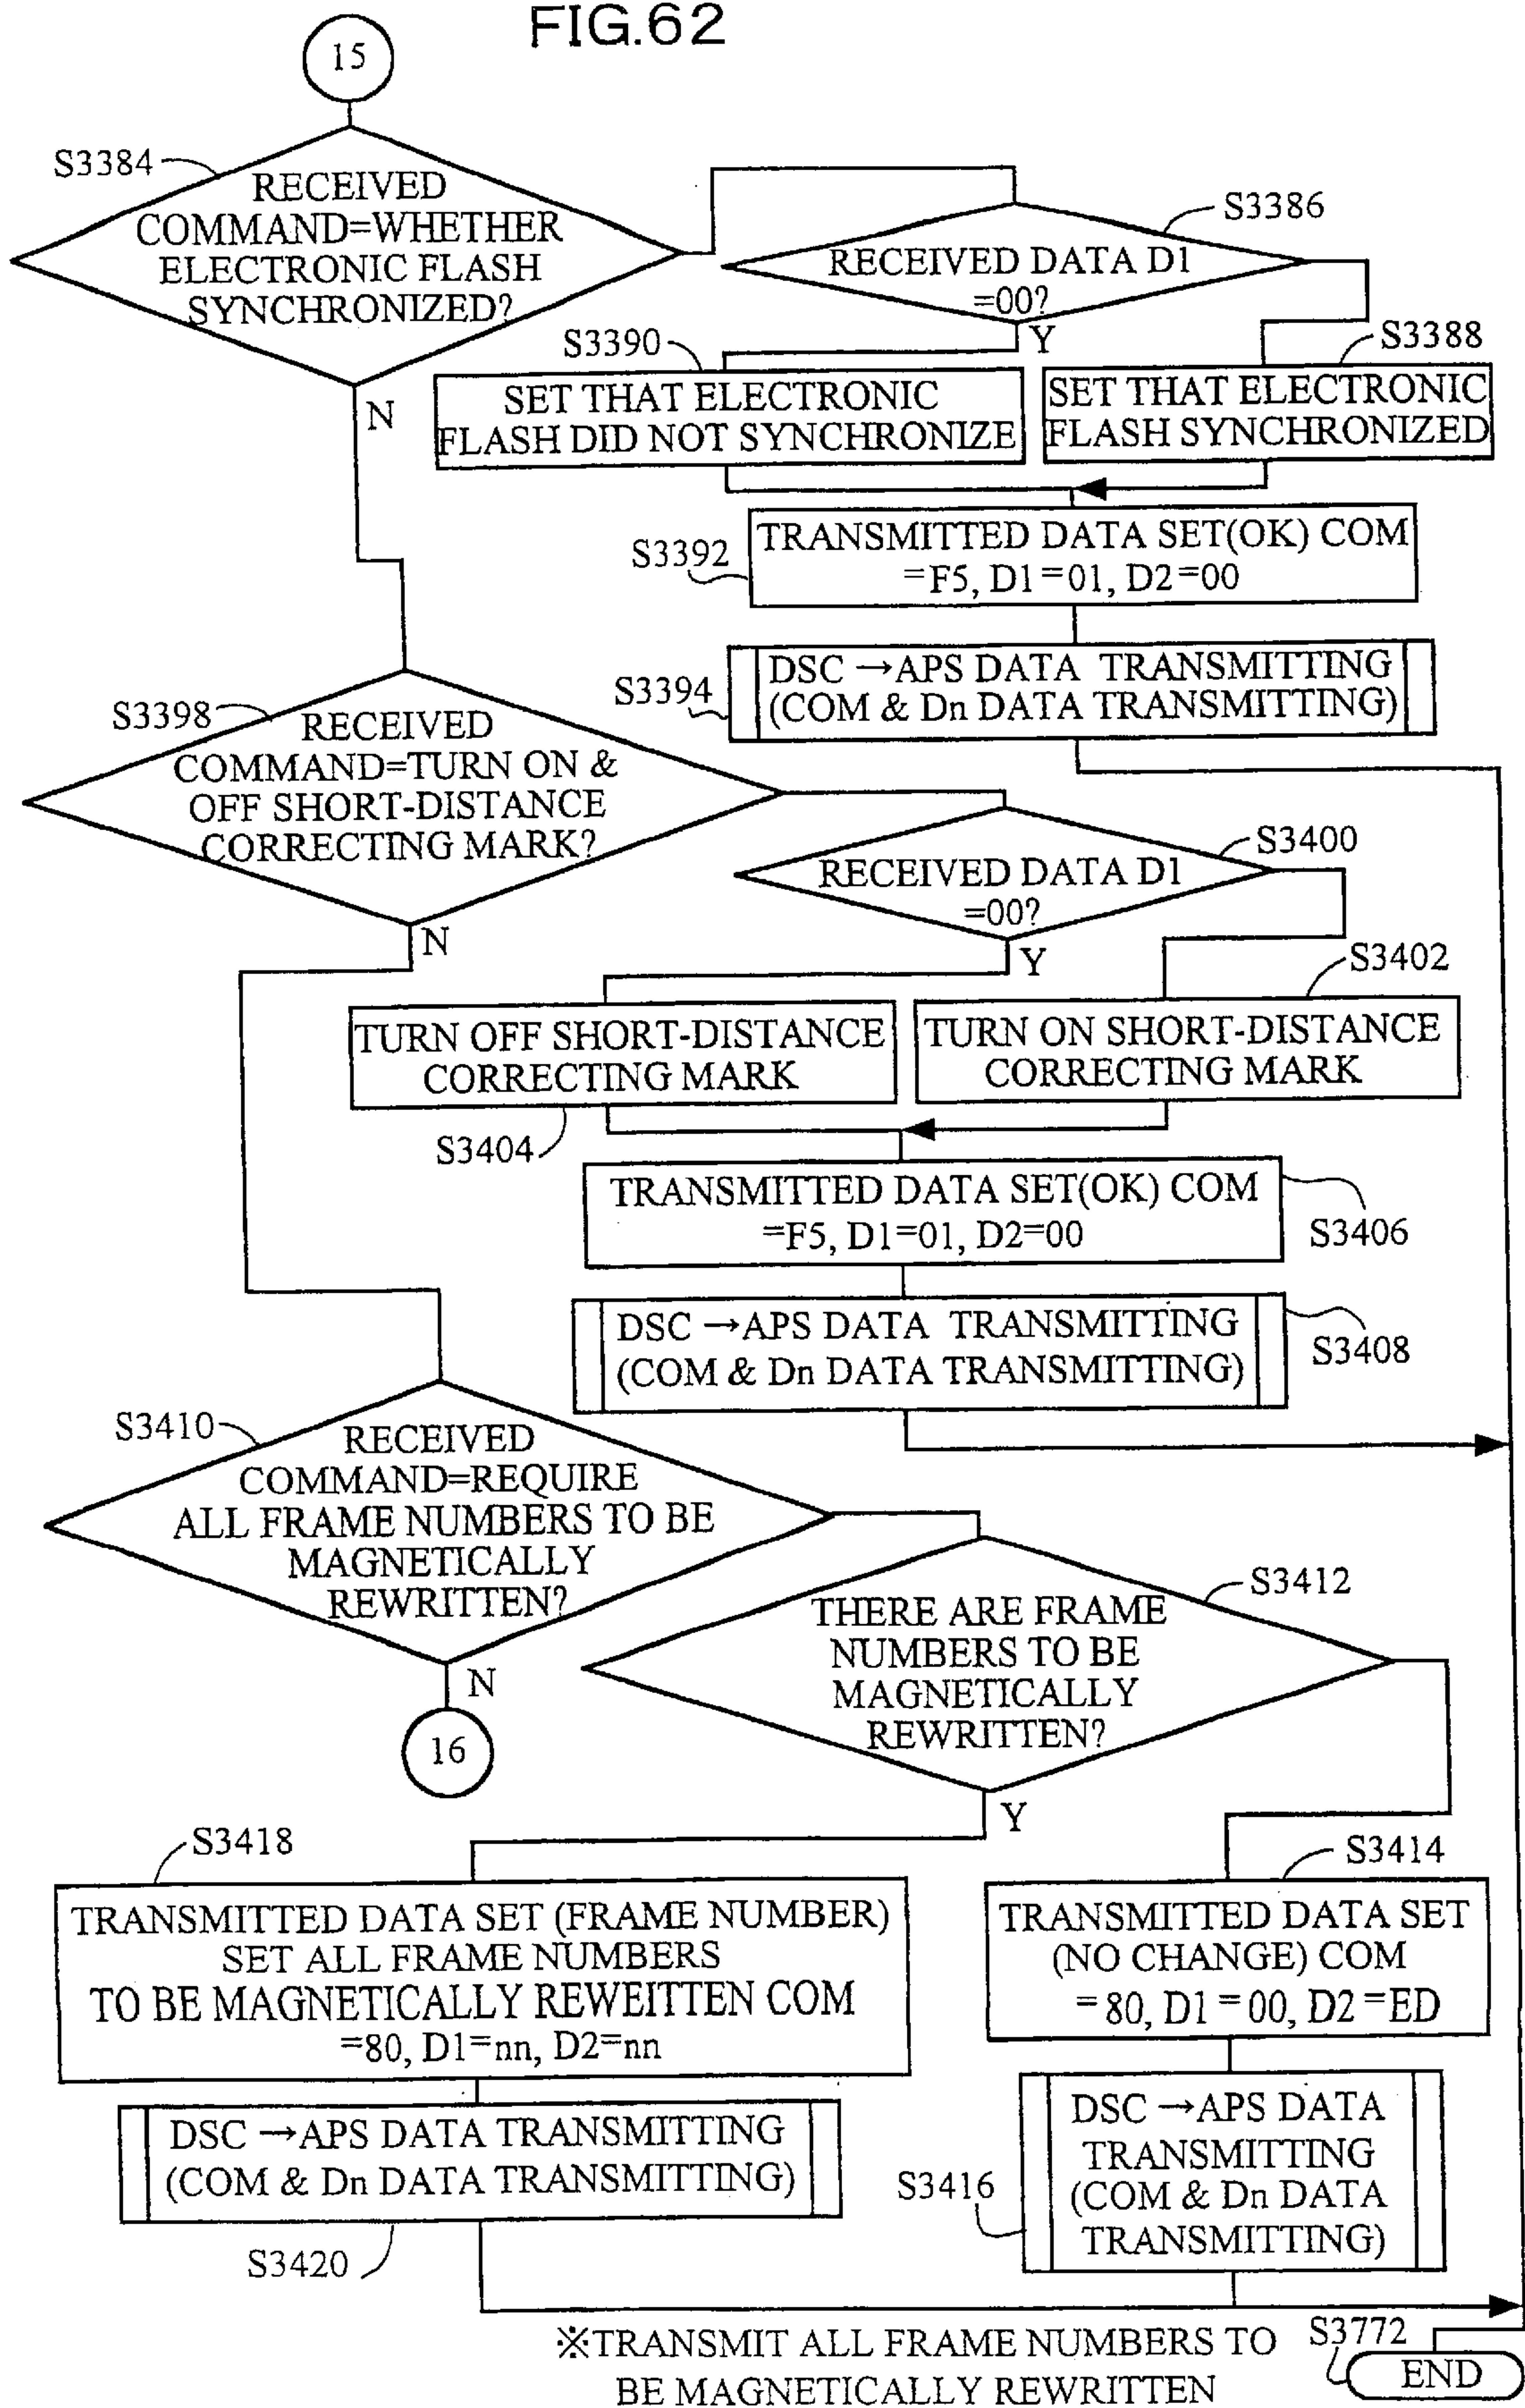 FIG.62
15
S3384
RECEIVED
COMMAND=WHETHER
ELECTRONIC FLASH
SYNCHRONIZED?
S3386
RECEIVED DATA D1
=00?
Y
N
S3390
SET THAT ELECTRONIC
FLASH DID NOT SYNCHRONIZE
S3388
SET THAT ELECTRONIC
FLASH SYNCHRONIZED
S3392
TRANSMITTED DATA SET(OK) COM
=F5, D1=01, D2=00
S3394
DSC →APS DATA TRANSMITTING
(COM & Dn DATA TRANSMITTING)
S3398
RECEIVED
COMMAND=TURN ON &
OFF SHORT-DISTANCE
CORRECTING MARK?
N
S3400
RECEIVED DATA D1
=00?
Y
S3402
TURN OFF SHORT-DISTANCE
CORRECTING MARK
TURN ON SHORT-DISTANCE
CORRECTING MARK
S3404
TRANSMITTED DATA SET(OK) COM
=F5, D1=01, D2=00
S3406
DSC →APS DATA TRANSMITTING
(COM & Dn DATA TRANSMITTING)
S3408
S3410
RECEIVED
COMMAND=REQUIRE
ALL FRAME NUMBERS TO BE
MAGNETICALLY
REWRITTEN?
N
16
S3412
THERE ARE FRAME
NUMBERS TO BE
MAGNETICALLY
REWRITTEN?
Y
S3418
TRANSMITTED DATA SET (FRAME NUMBER)
SET ALL FRAME NUMBERS
TO BE MAGNETICALLY REWEITTEN COM
=80, D1=nn, D2=nn
S3414
TRANSMITTED DATA SET
(NO CHANGE) COM
=80, D1=00, D2=ED
DSC →APS DATA TRANSMITTING
(COM & Dn DATA TRANSMITTING)
S3420
S3416
DSC →APS DATA
TRANSMITTING
(COM & Dn DATA
TRANSMITTING)
※TRANSMIT ALL FRAME NUMBERS TO
BE MAGNETICALLY REWRITTEN
S3772
END